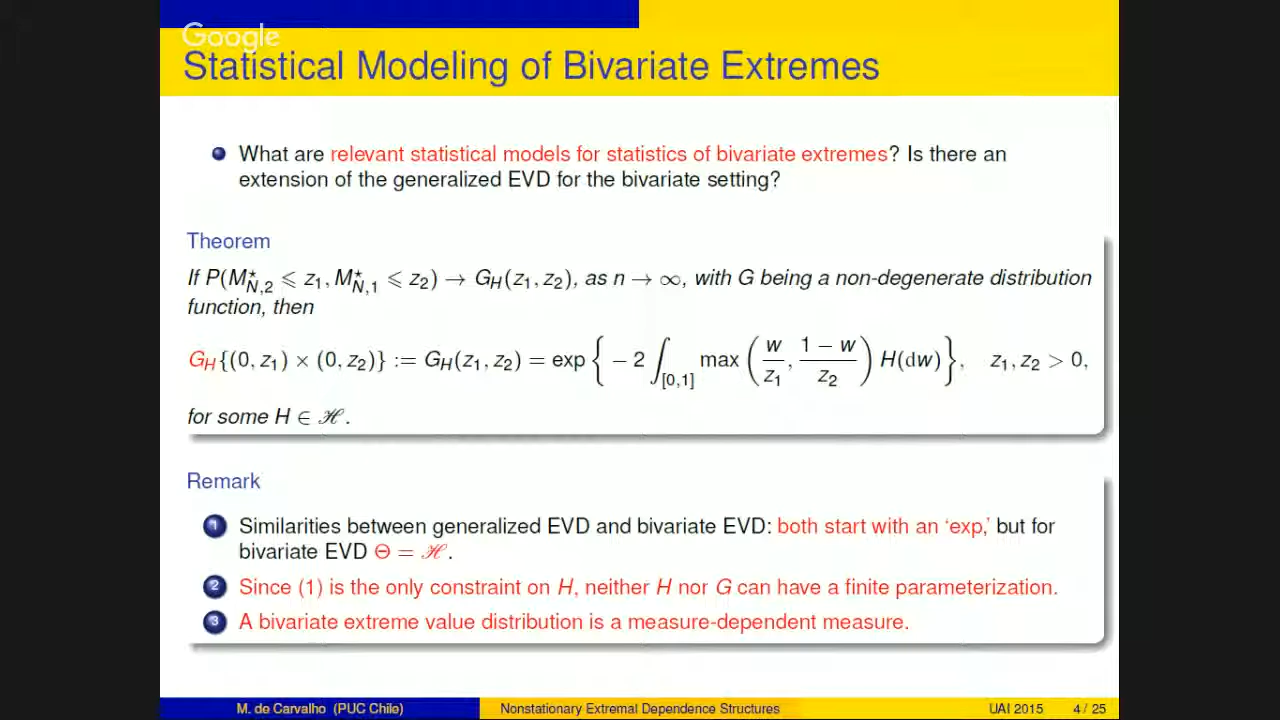 Google
Statistical Modeling of Bivariate Extremes
What are relevant statistical models for statistics of bivariate extremes? Is there an
extension of the generalized EVD for the bivariate setting?
Theorem
If P(M⋆_{N,2} ⩽ z₁, M⋆_{N,1} ⩽ z₂) → G_H(z₁, z₂), as n → ∞, with G being a non-degenerate distribution
function, then
G_H{(0, z₁) × (0, z₂)} := G_H(z₁, z₂) = exp { − 2 ∫_{[0,1]} max ( w/z₁, (1 − w)/z₂ ) H(dw) }, z₁, z₂ > 0,
for some H ∈ ℋ.
Remark
1 Similarities between generalized EVD and bivariate EVD: both start with an ‘exp,’ but for
bivariate EVD Θ = ℋ.
2 Since (1) is the only constraint on H, neither H nor G can have a finite parameterization.
3 A bivariate extreme value distribution is a measure-dependent measure.
M. de Carvalho (PUC Chile) Nonstationary Extremal Dependence Structures UAI 2015 4 / 25